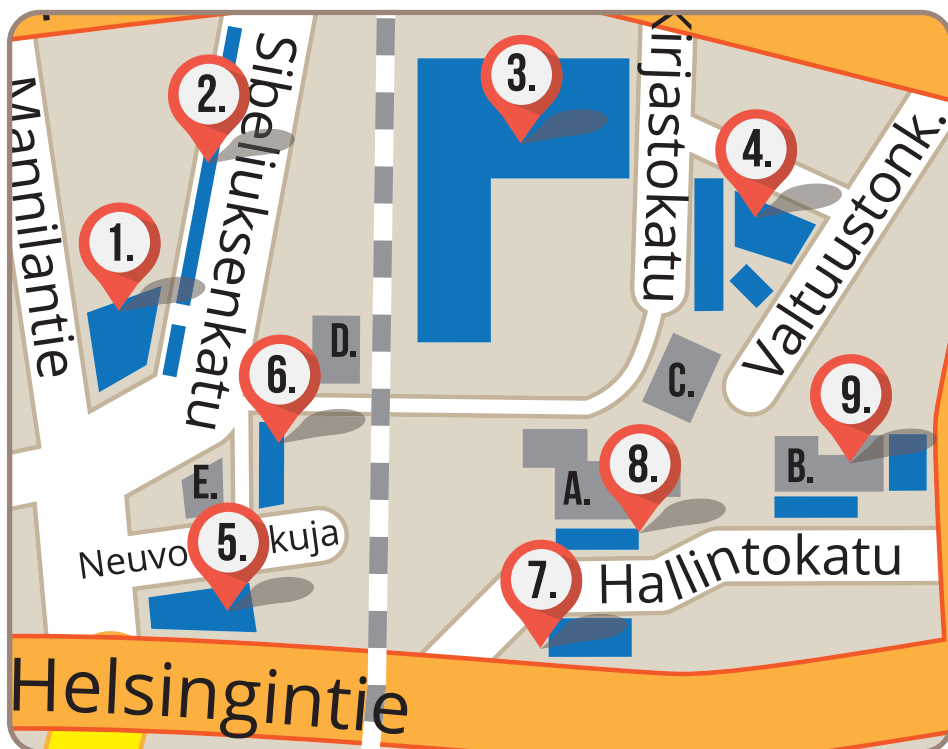 Mannilantie
2.
Sibeliuksenkatu
3.
Kirjastokatu
4.
Valtuustonk.
1.
D.
6.
C.
9.
E.
A.
8.
B.
5.
Neuvo kuja
7.
Hallintokatu
Helsingintie